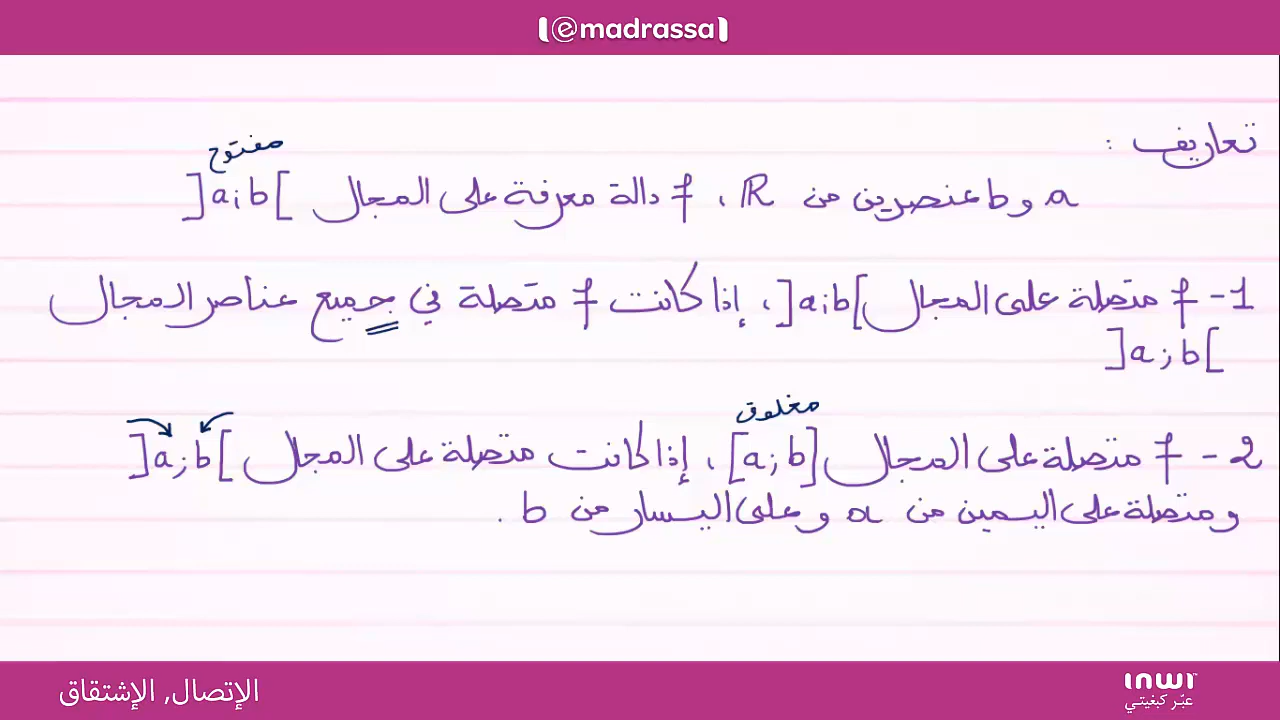 @madrassa
تعاريف :
مفتوح
a و b عنصرين من ℝ ، f دالة معرفة على المجال ]a;b[
1 - f متصلة على المجال ]a;b[ ، إذا كانت f متصلة في جميع عناصر المجال
]a;b[
مغلوق
2 - f متصلة على المجال [a;b] ، إذا كانت متصلة على المجال ]a;b[
ومتصلة على اليمين من a وعلى اليسار من b .
الإتصال, الإشتقاق
inwi
عبّر كبغيتي